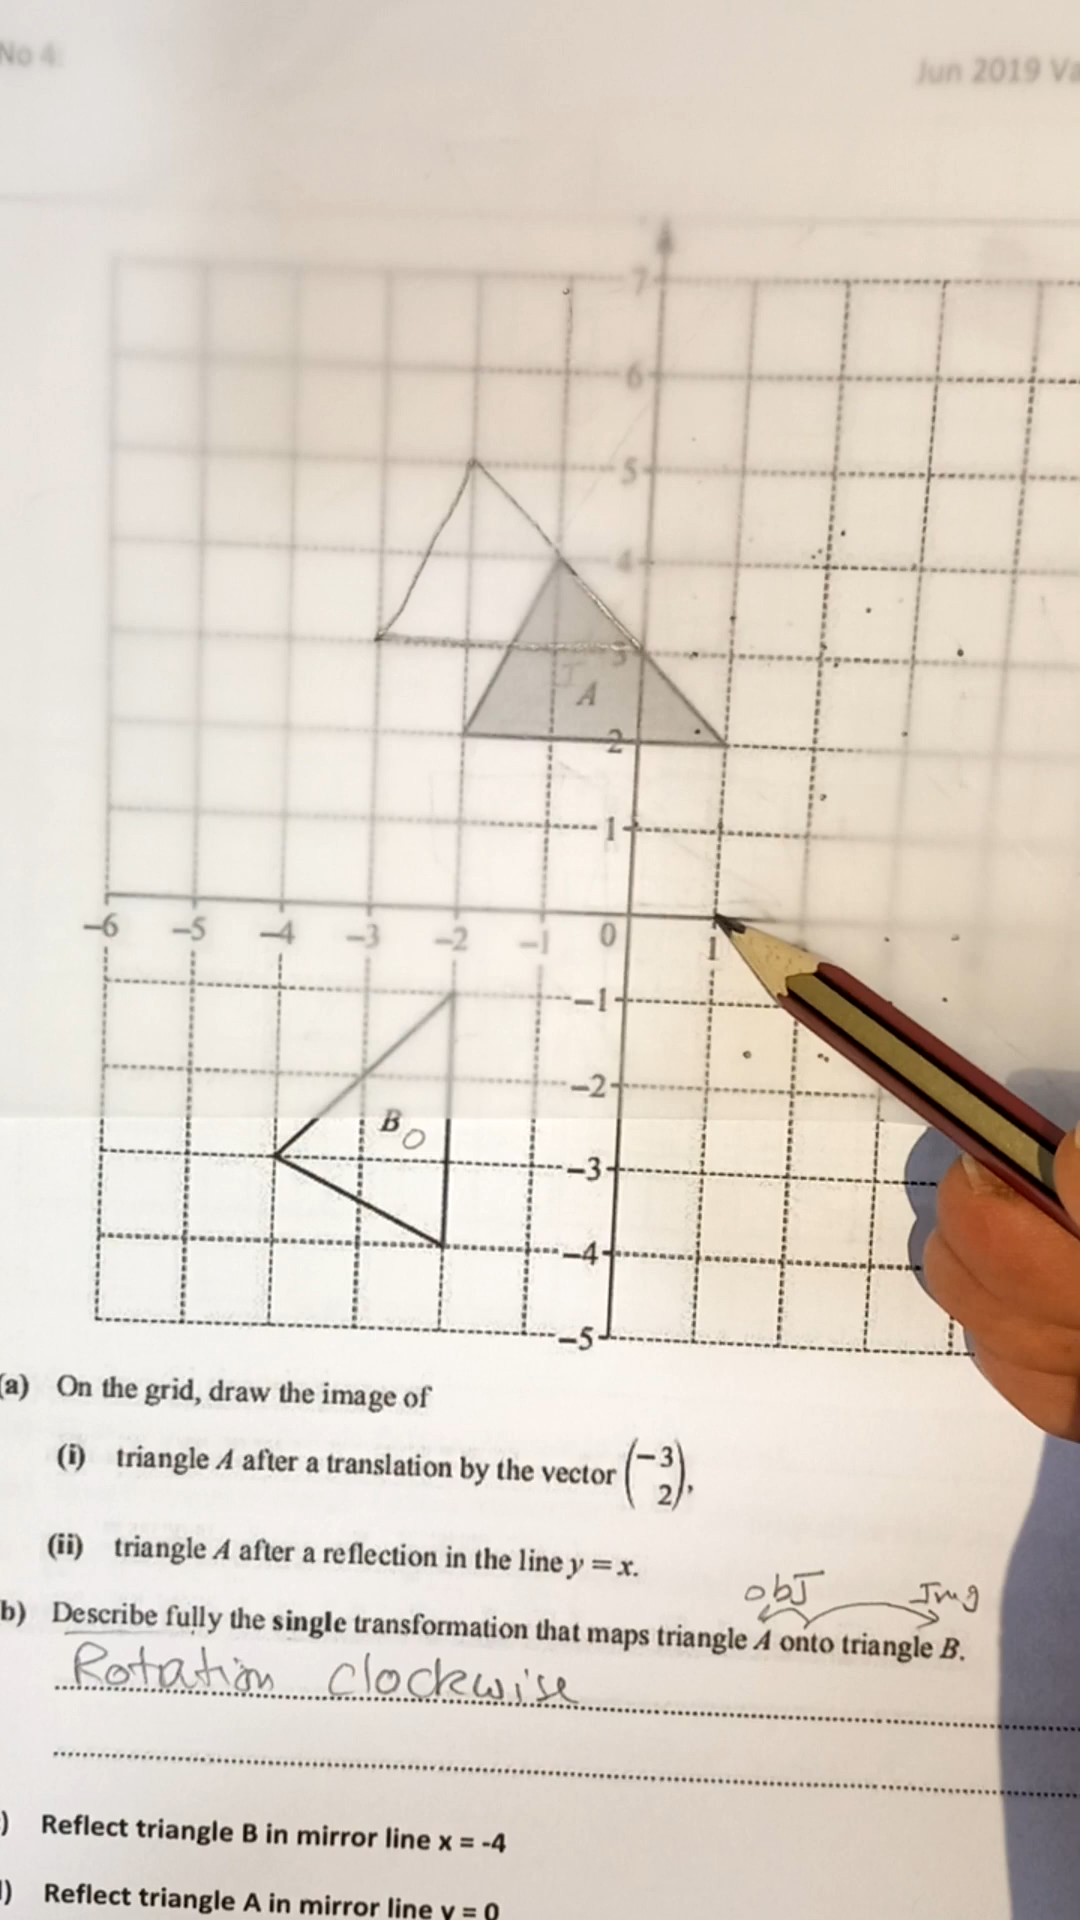 No 4:
Jun 2019 Va
7
6
5
4
3
I
A
2
1
-6 -5 -4 -3 -2 -1 0 1
-1
-2
B O
-3
-4
-5
(a) On the grid, draw the image of
(i) triangle A after a translation by the vector (-3 2),
(ii) triangle A after a reflection in the line y = x.
obJ Img
b) Describe fully the single transformation that maps triangle A onto triangle B.
Rotation clockwise
) Reflect triangle B in mirror line x = -4
) Reflect triangle A in mirror line y = 0